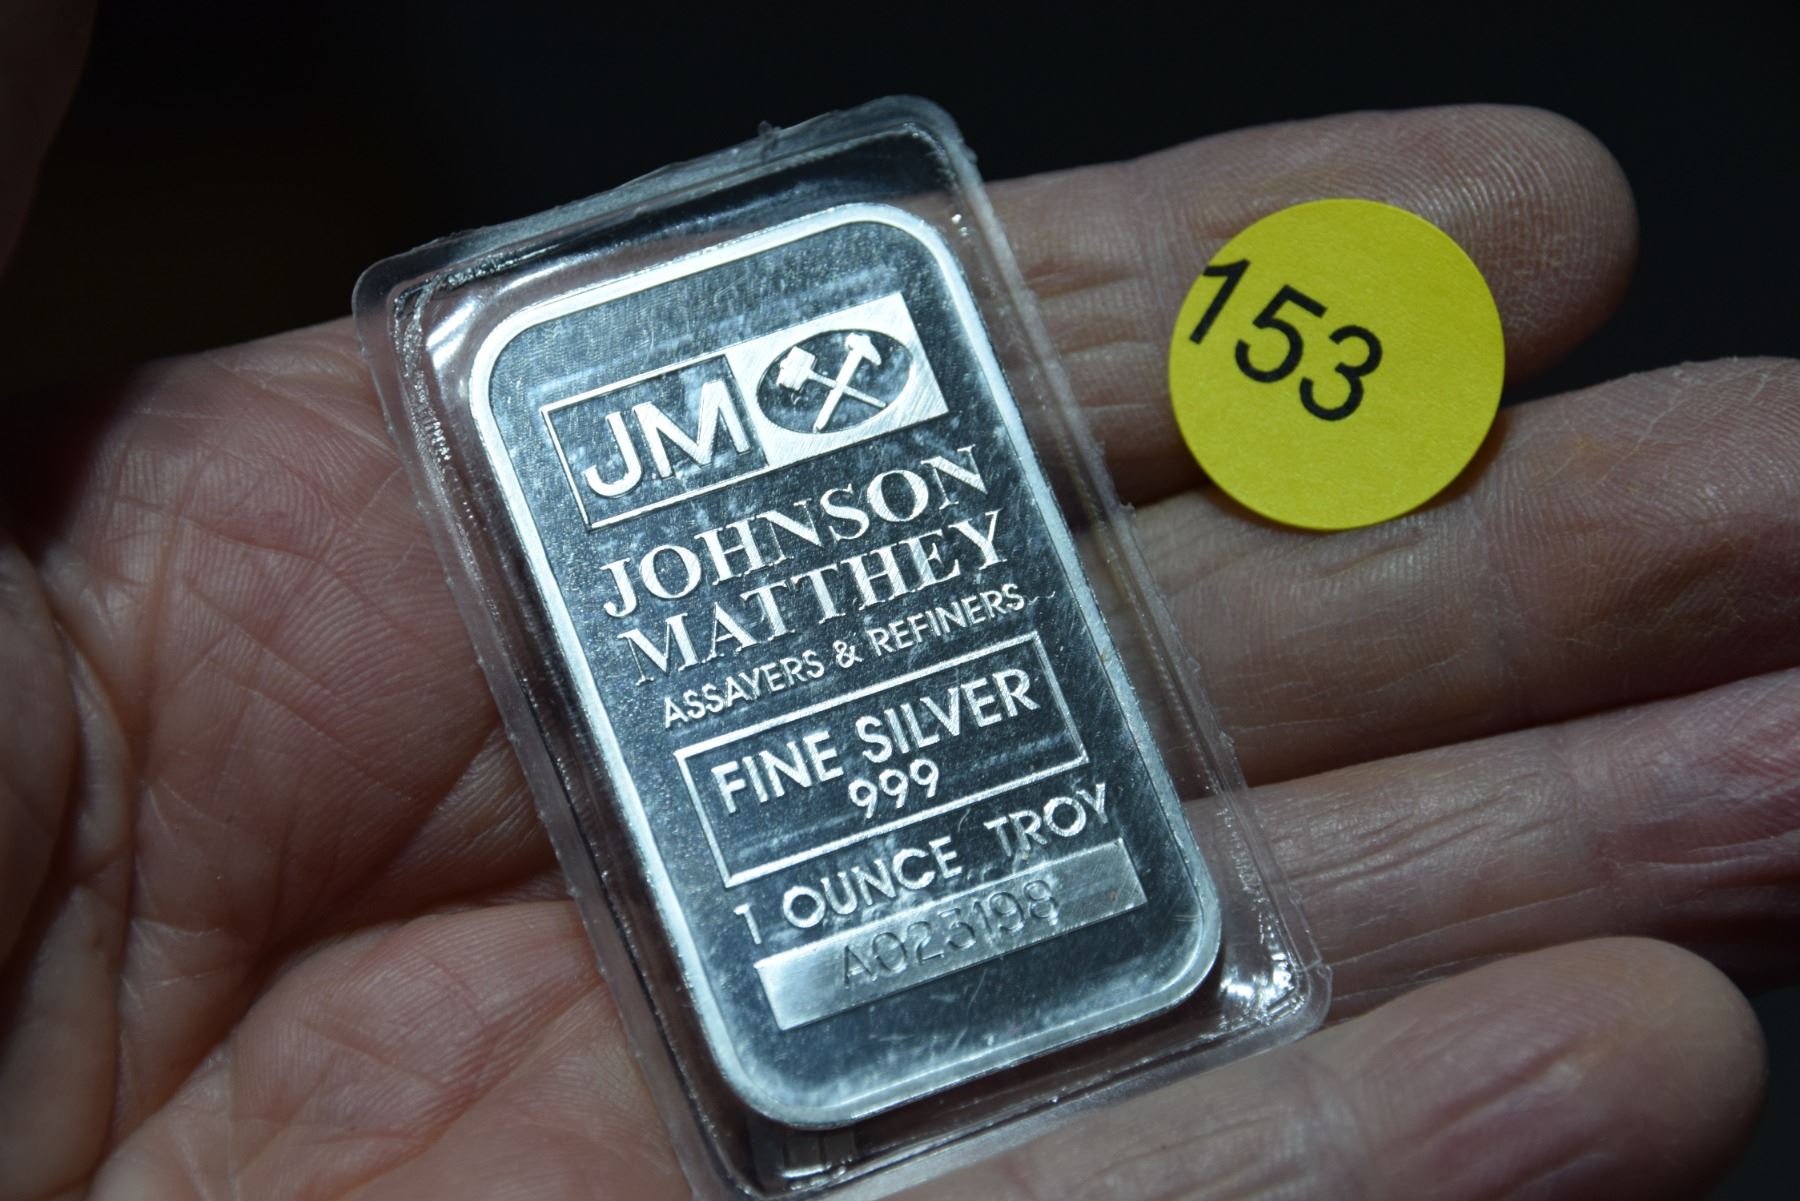 JM
JOHNSON
MATTHEY
ASSAYERS & REFINERS
FINE SILVER
999
1 OUNCE TROY
A023198
153